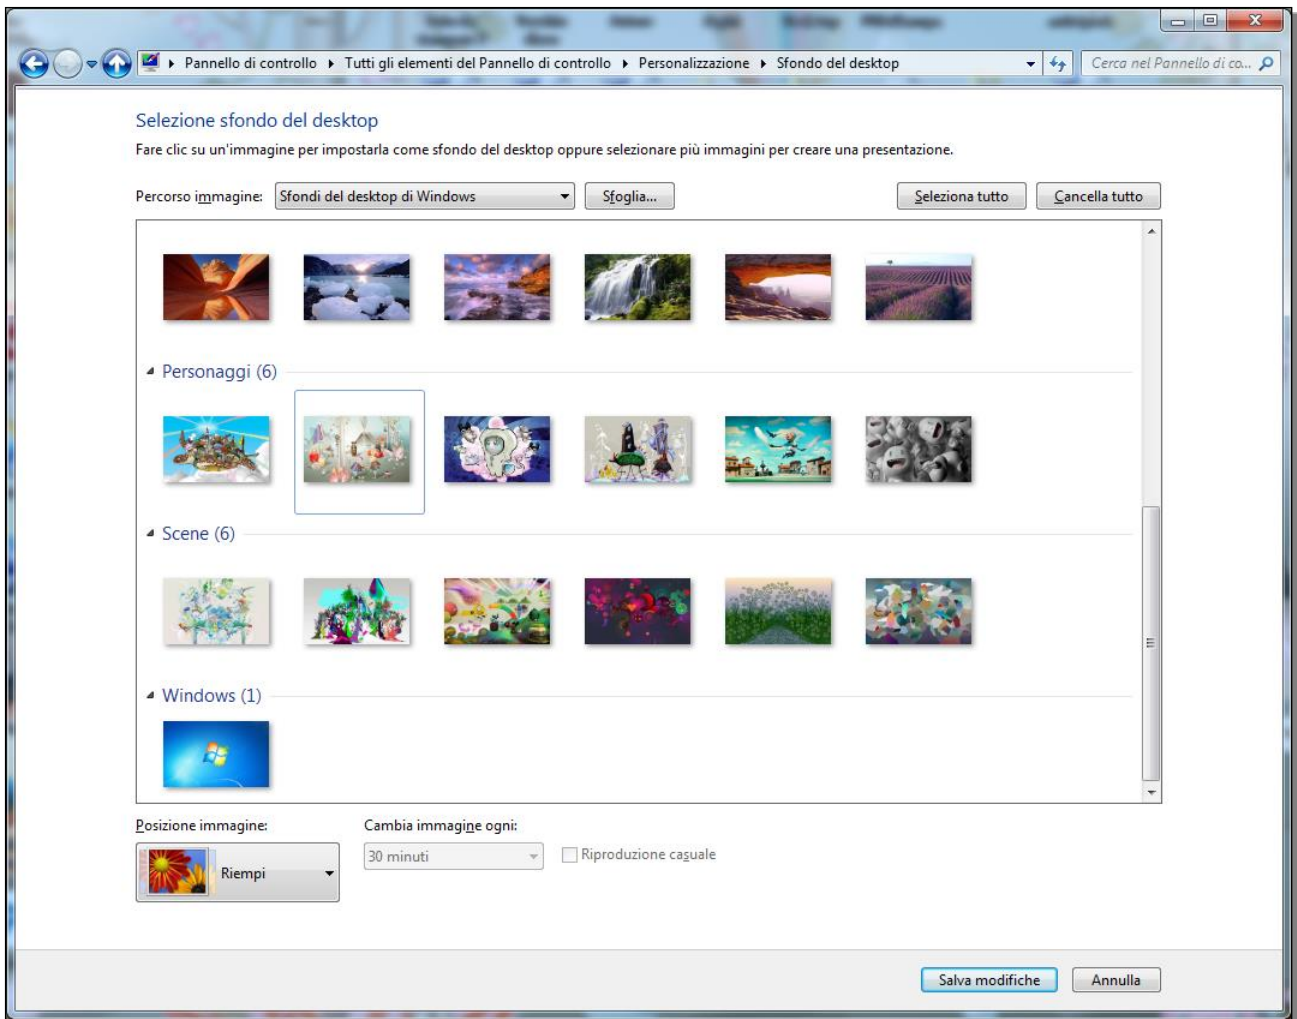 Pannello di controllo Tutti gli elementi del Pannello di controllo Personalizzazione Sfondo del desktop Cerca nel Pannello di co...
Selezione sfondo del desktop
Fare clic su un'immagine per impostarla come sfondo del desktop oppure selezionare più immagini per creare una presentazione.
Percorso immagine: Sfondi del desktop di Windows Sfoglia... Seleziona tutto Cancella tutto
Personaggi (6)
Scene (6)
Windows (1)
Posizione immagine: Cambia immagine ogni:
Riempi 30 minuti Riproduzione casuale
Salva modifiche Annulla